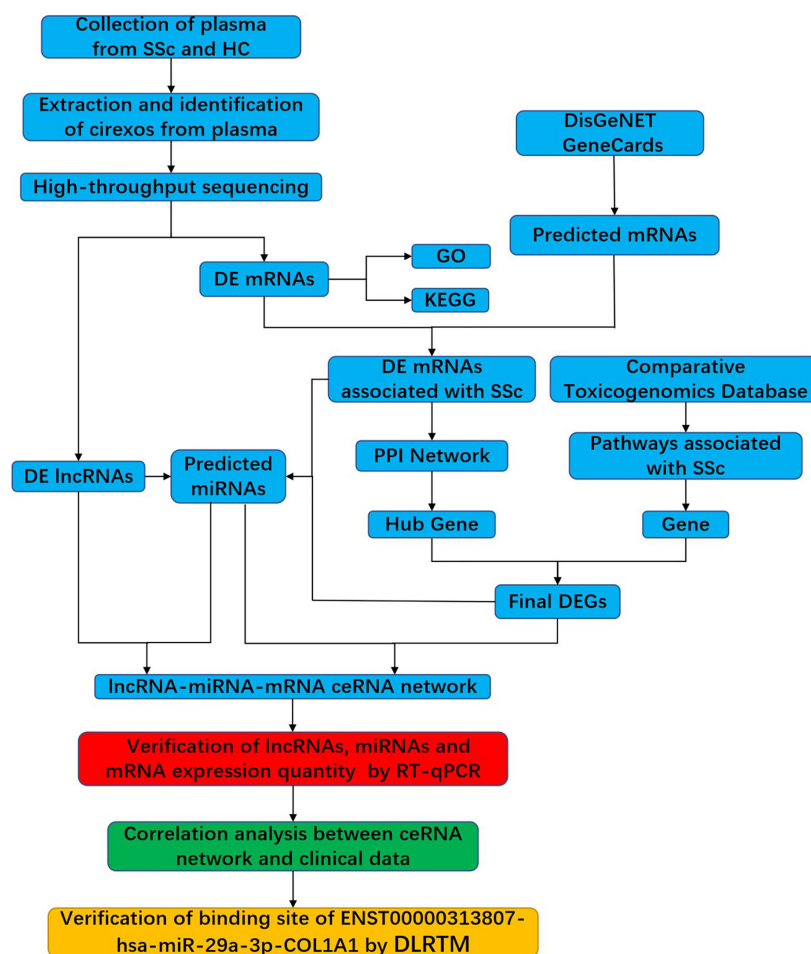 Collection of plasma
from SSc and HC
Extraction and identification
of cirexos from plasma
DisGeNET
GeneCards
High-throughput sequencing
Predicted mRNAs
GO
DE mRNAs
KEGG
DE mRNAs
associated with SSc
Comparative
Toxicogenomics Database
Predicted
miRNAs
DE lncRNAs
PPI Network
Pathways associated
with SSc
Hub Gene
Gene
Final DEGs
lncRNA-miRNA-mRNA ceRNA network
Verification of lncRNAs, miRNAs and
mRNA expression quantity by RT-qPCR
Correlation analysis between ceRNA
network and clinical data
Verification of binding site of ENST00000313807-
hsa-miR-29a-3p-COL1A1 by DLRTM